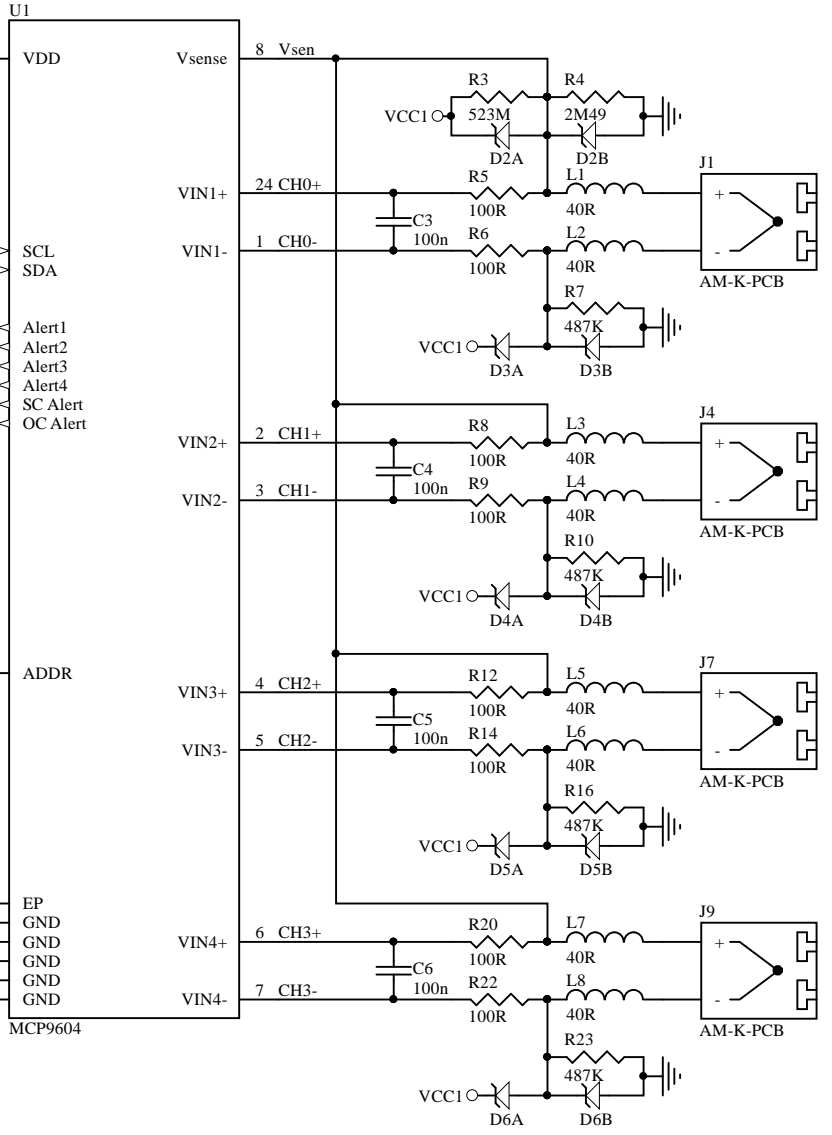 U1
VDD
Vsense
8 Vsen
R3
R4
VCC1
523M
2M49
D2A
D2B
J1
VIN1+
24 CH0+
R5
L1
+
100R
40R
C3
100n
R6
L2
SCL
VIN1-
1 CH0-
-
SDA
100R
40R
AM-K-PCB
R7
Alert1
487K
Alert2
VCC1
Alert3
D3A
D3B
Alert4
SC Alert
OC Alert
J4
VIN2+
2 CH1+
R8
L3
+
100R
40R
C4
100n
R9
L4
VIN2-
3 CH1-
-
100R
40R
AM-K-PCB
R10
487K
VCC1
D4A
D4B
ADDR
J7
VIN3+
4 CH2+
R12
L5
+
100R
40R
C5
100n
R14
L6
VIN3-
5 CH2-
-
100R
40R
AM-K-PCB
R16
487K
VCC1
D5A
D5B
EP
GND
J9
GND
VIN4+
6 CH3+
R20
L7
+
GND
100R
40R
C6
GND
100n
R22
L8
GND
VIN4-
7 CH3-
-
100R
40R
MCP9604
AM-K-PCB
R23
487K
VCC1
D6A
D6B